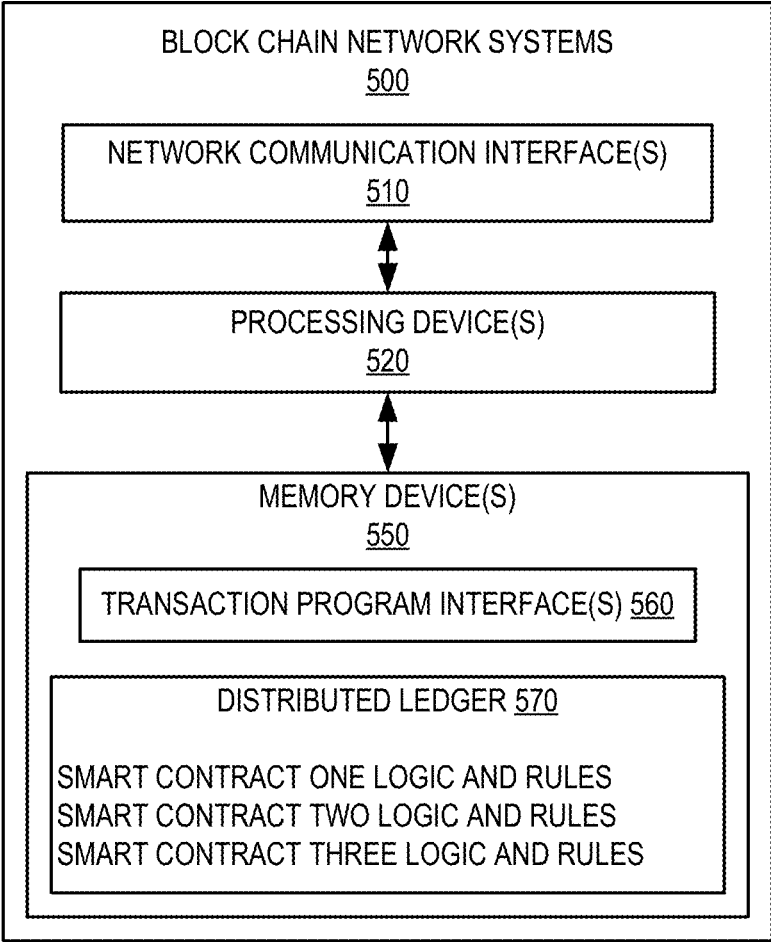 BLOCK CHAIN NETWORK SYSTEMS
500
NETWORK COMMUNICATION INTERFACE(S)
510
PROCESSING DEVICE(S)
520
MEMORY DEVICE(S)
550
TRANSACTION PROGRAM INTERFACE(S) 560
DISTRIBUTED LEDGER 570
SMART CONTRACT ONE LOGIC AND RULES
SMART CONTRACT TWO LOGIC AND RULES
SMART CONTRACT THREE LOGIC AND RULES